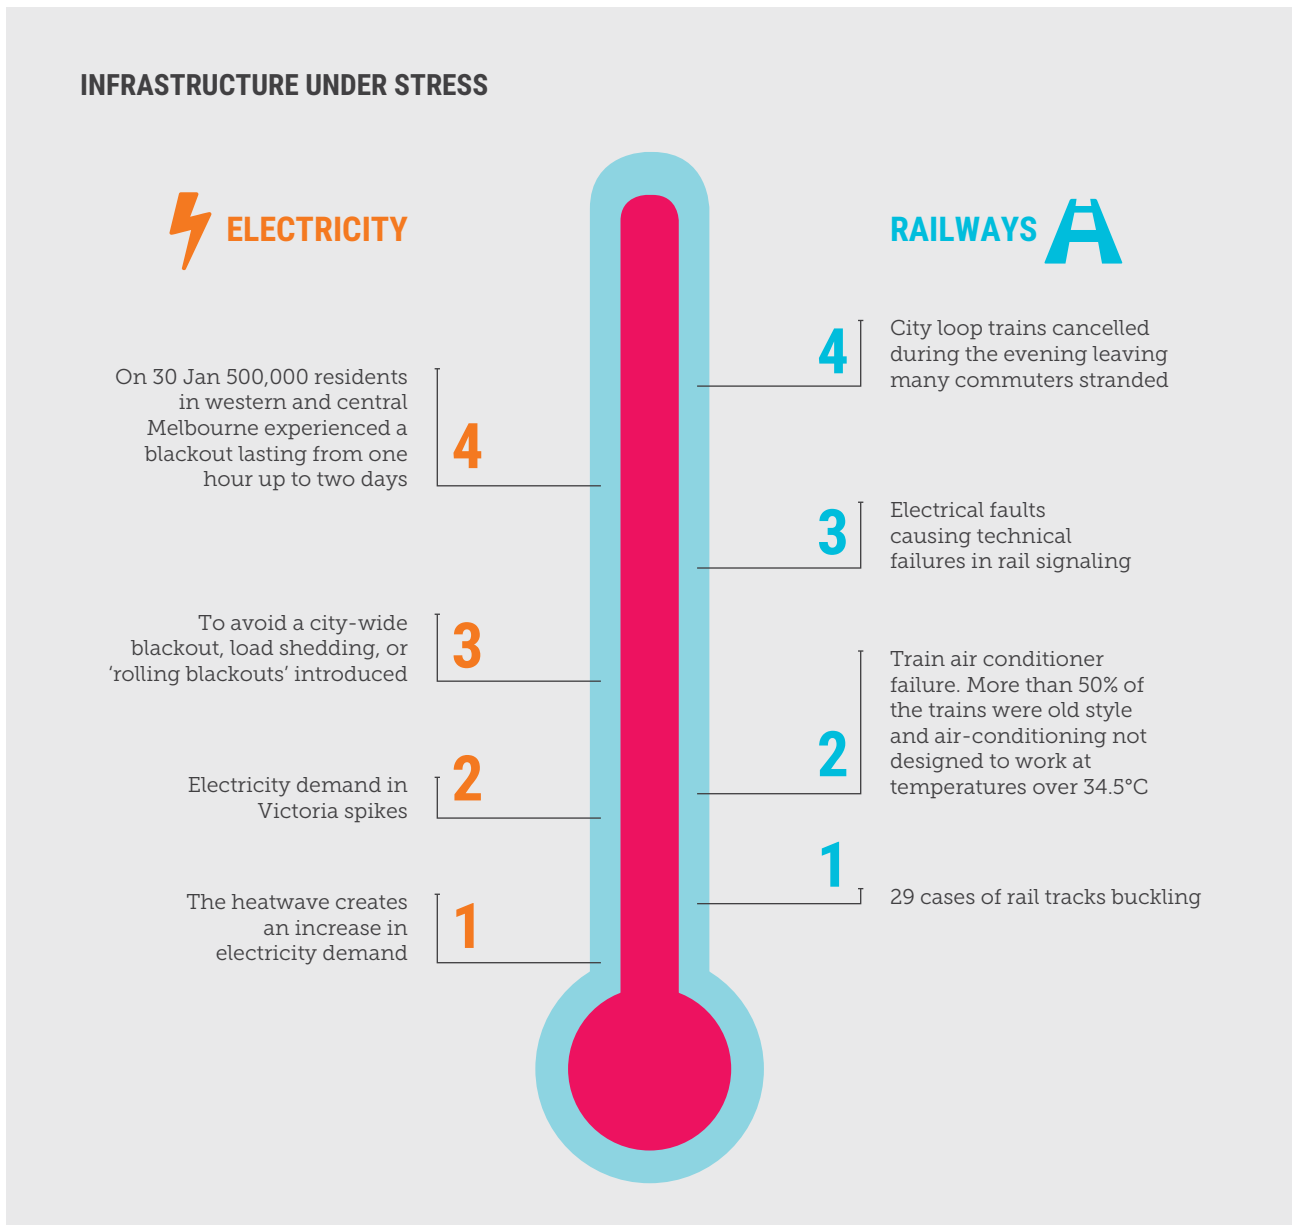 INFRASTRUCTURE UNDER STRESS
ELECTRICITY
4
On 30 Jan 500,000 residents
in western and central
Melbourne experienced a
blackout lasting from one
hour up to two days
3
To avoid a city-wide
blackout, load shedding, or
‘rolling blackouts’ introduced
2
Electricity demand in
Victoria spikes
1
The heatwave creates
an increase in
electricity demand
RAILWAYS
4
City loop trains cancelled
during the evening leaving
many commuters stranded
3
Electrical faults
causing technical
failures in rail signaling
2
Train air conditioner
failure. More than 50% of
the trains were old style
and air-conditioning not
designed to work at
temperatures over 34.5°C
1
29 cases of rail tracks buckling